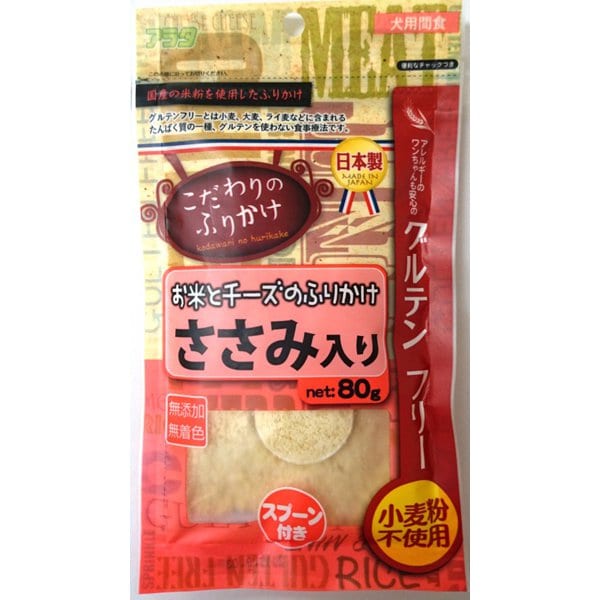 フジタ
犬用間食
MEAT
便利なチャックつき
国産の米粉を使用したふりかけ
グルテンフリーとは小麦、大麦、ライ麦などに含まれる
たんぱく質の一種、グルテンを使わない食事療法です。
日本製
MADE IN
JAPAN
こだわりの
ふりかけ
kodawari no hurikake
アレルギーの
ワンちゃんも安心の
グルテン フリー
お米とチーズのふりかけ
ささみ入り
net: 80g
無添加
無着色
スプーン
付き
小麦粉
不使用
GLUTEN FREE
RICE